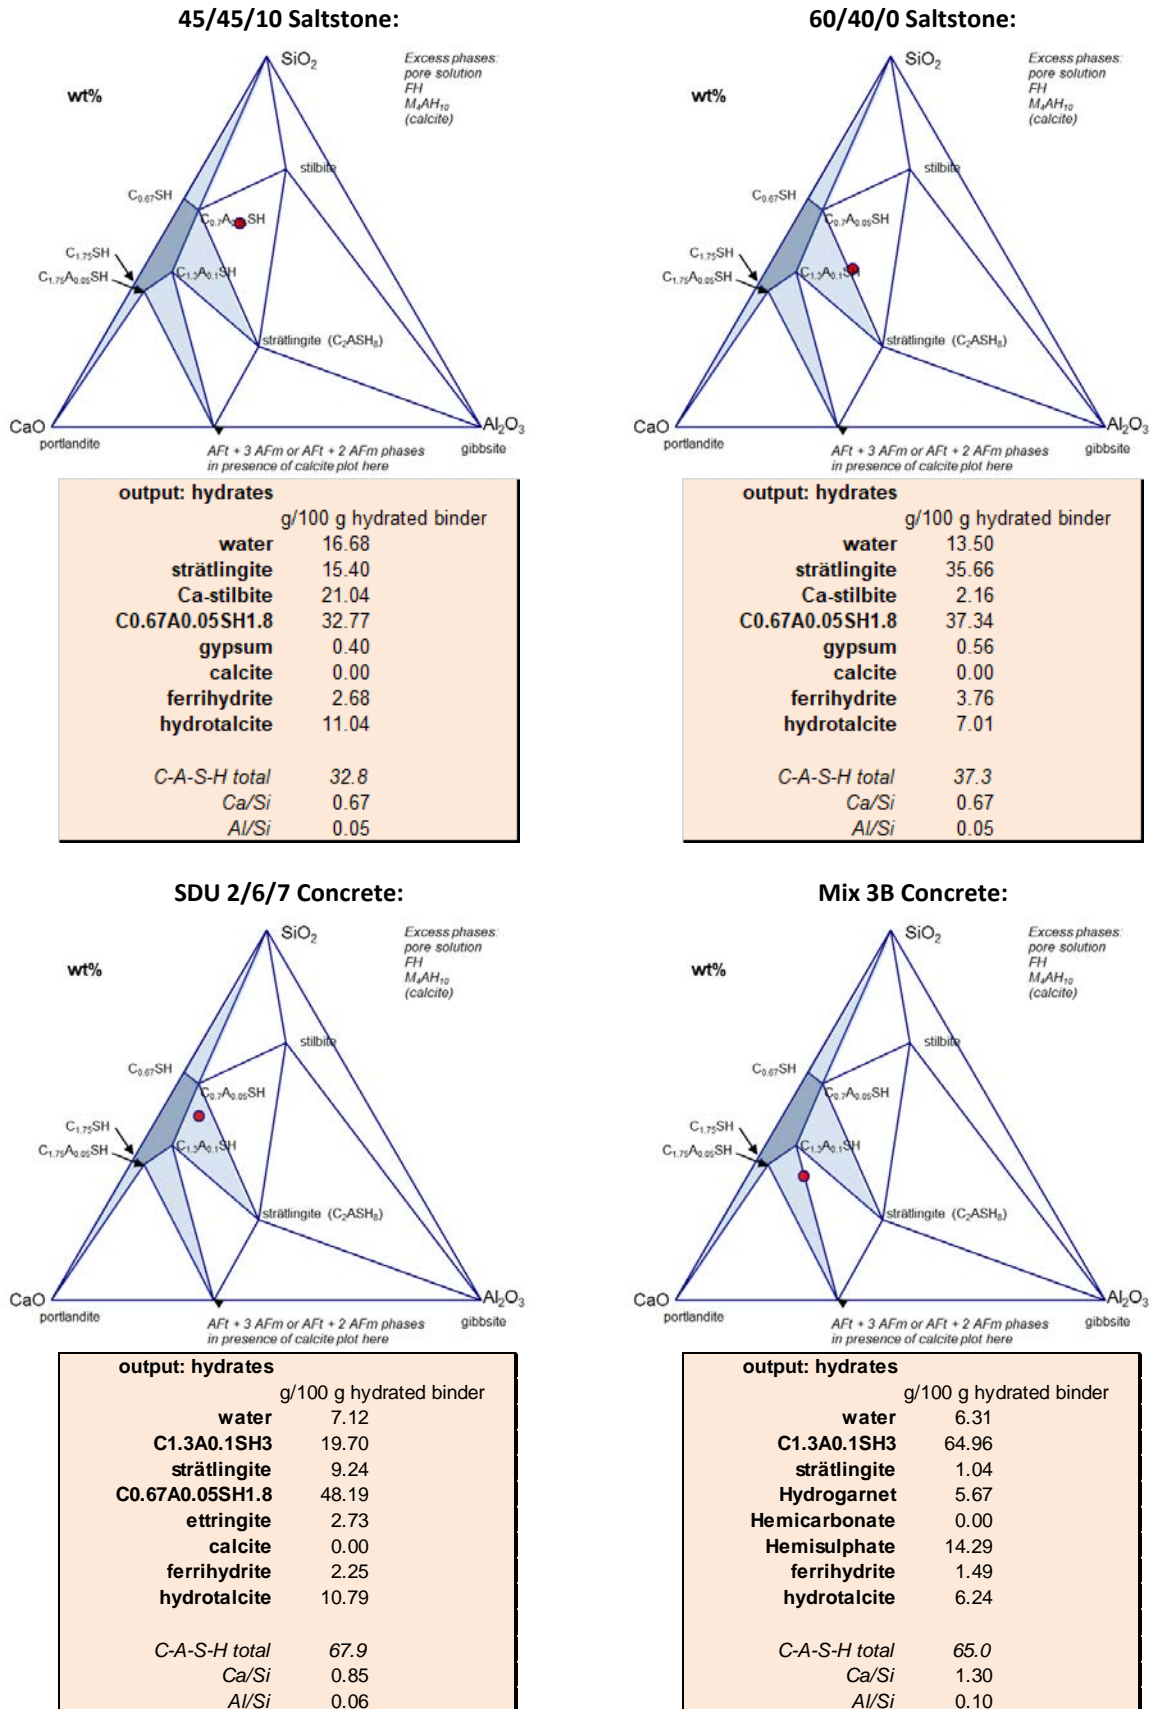 45/45/10 Saltstone:
SiO₂
Excess phases:
pore solution
FH
M₄AH₁₀
(calcite)
wt%
stilbite
C₀.₆₇SH
C₀.₇A₀.₀₅SH
C₁.₇₅SH
C₁.₇₅A₀.₀₅SH
C₁.₃A₀.₁SH
strätlingite (C₂ASH₈)
CaO
Al₂O₃
portlandite
gibbsite
AFt + 3 AFm or AFt + 2 AFm phases
in presence of calcite plot here
output: hydrates
g/100 g hydrated binder
water 16.68
strätlingite 15.40
Ca-stilbite 21.04
C0.67A0.05SH1.8 32.77
gypsum 0.40
calcite 0.00
ferrihydrite 2.68
hydrotalcite 11.04
C-A-S-H total 32.8
Ca/Si 0.67
Al/Si 0.05
60/40/0 Saltstone:
SiO₂
Excess phases:
pore solution
FH
M₄AH₁₀
(calcite)
wt%
stilbite
C₀.₆₇SH
C₀.₇A₀.₀₅SH
C₁.₇₅SH
C₁.₇₅A₀.₀₅SH
C₁.₃A₀.₁SH
strätlingite (C₂ASH₈)
CaO
Al₂O₃
portlandite
gibbsite
AFt + 3 AFm or AFt + 2 AFm phases
in presence of calcite plot here
output: hydrates
g/100 g hydrated binder
water 13.50
strätlingite 35.66
Ca-stilbite 2.16
C0.67A0.05SH1.8 37.34
gypsum 0.56
calcite 0.00
ferrihydrite 3.76
hydrotalcite 7.01
C-A-S-H total 37.3
Ca/Si 0.67
Al/Si 0.05
SDU 2/6/7 Concrete:
SiO₂
Excess phases:
pore solution
FH
M₄AH₁₀
(calcite)
wt%
stilbite
C₀.₆₇SH
C₀.₇A₀.₀₅SH
C₁.₇₅SH
C₁.₇₅A₀.₀₅SH
C₁.₃A₀.₁SH
strätlingite (C₂ASH₈)
CaO
Al₂O₃
portlandite
gibbsite
AFt + 3 AFm or AFt + 2 AFm phases
in presence of calcite plot here
output: hydrates
g/100 g hydrated binder
water 7.12
C1.3A0.1SH3 19.70
strätlingite 9.24
C0.67A0.05SH1.8 48.19
ettringite 2.73
calcite 0.00
ferrihydrite 2.25
hydrotalcite 10.79
C-A-S-H total 67.9
Ca/Si 0.85
Al/Si 0.06
Mix 3B Concrete:
SiO₂
Excess phases:
pore solution
FH
M₄AH₁₀
(calcite)
wt%
stilbite
C₀.₆₇SH
C₀.₇A₀.₀₅SH
C₁.₇₅SH
C₁.₇₅A₀.₀₅SH
C₁.₃A₀.₁SH
strätlingite (C₂ASH₈)
CaO
Al₂O₃
portlandite
gibbsite
AFt + 3 AFm or AFt + 2 AFm phases
in presence of calcite plot here
output: hydrates
g/100 g hydrated binder
water 6.31
C1.3A0.1SH3 64.96
strätlingite 1.04
Hydrogarnet 5.67
Hemicarbonate 0.00
Hemisulphate 14.29
ferrihydrite 1.49
hydrotalcite 6.24
C-A-S-H total 65.0
Ca/Si 1.30
Al/Si 0.10